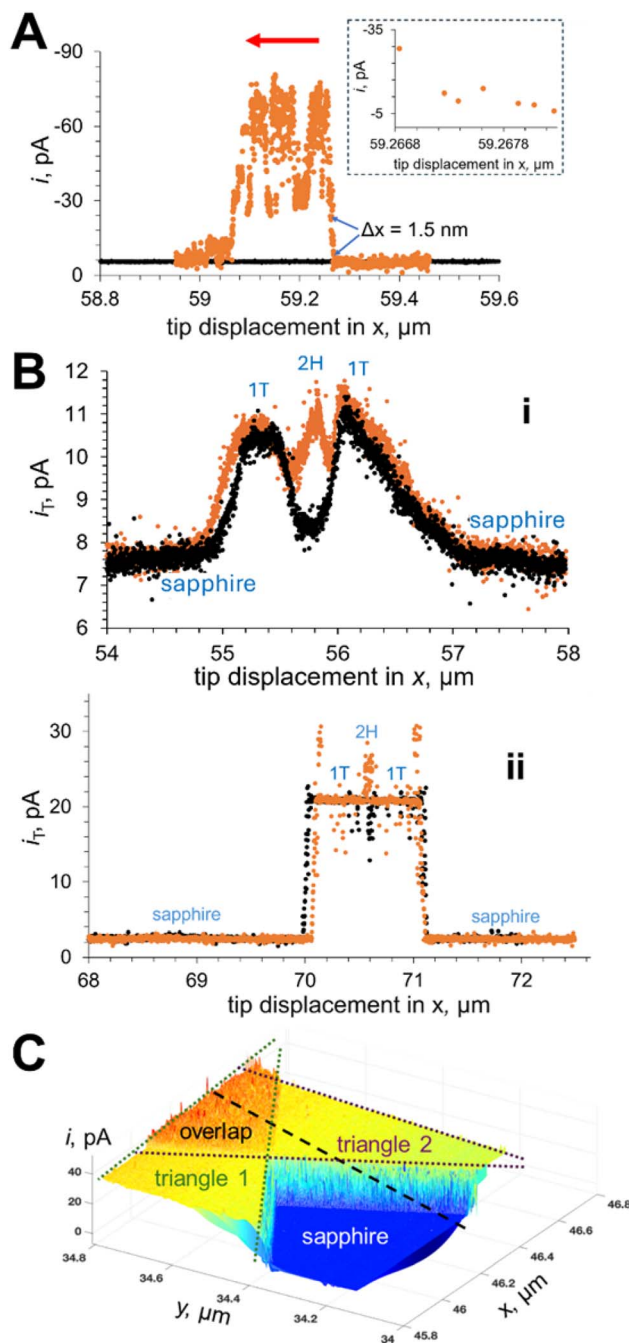 A
-90
-60
-30
0
i, pA
58.8 59 59.2 59.4 59.6
tip displacement in x, µm
Δx = 1.5 nm
-35
-5
i, pA
59.2668 59.2678
tip displacement in x, µm
B
i
12
11
10
9
8
7
6
iT, pA
1T 2H 1T
sapphire
sapphire
54 55 56 57 58
tip displacement in x, µm
ii
30
20
10
0
iT, pA
2H
1T 1T
sapphire sapphire
68 69 70 71 72
tip displacement in x, µm
C
i, pA
40
20
0
overlap
triangle 2
triangle 1
sapphire
34.8 34.6 34.4 34.2 34
y, µm
45.8 46 46.2 46.4 46.6 46.8
x, µm